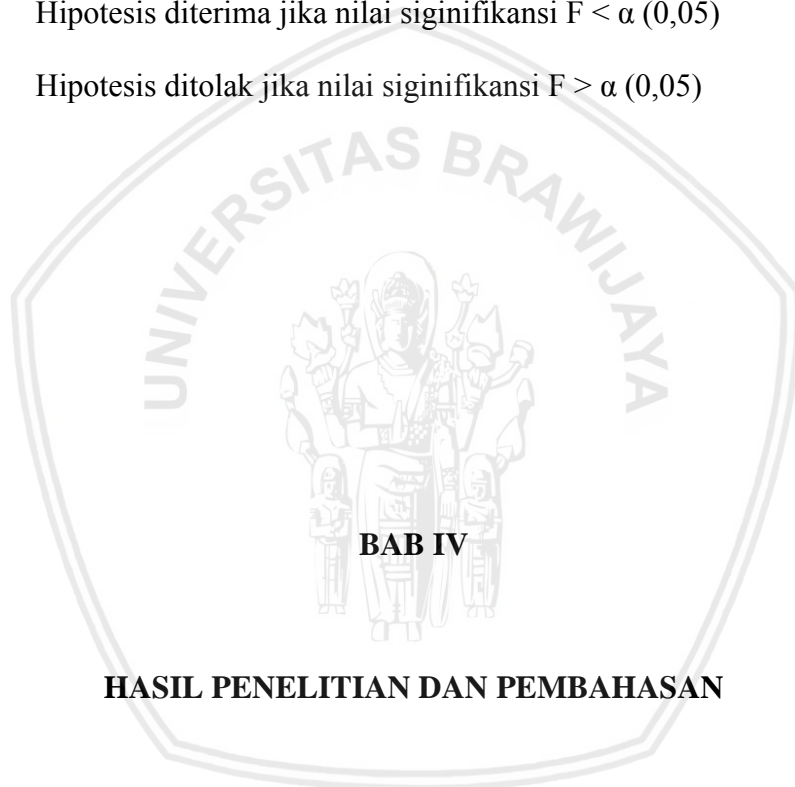 Hipotesis diterima jika nilai siginifikansi F < α (0,05)
Hipotesis ditolak jika nilai siginifikansi F > α (0,05)
UNIVERSITAS BRAWIJAYA
BAB IV
HASIL PENELITIAN DAN PEMBAHASAN